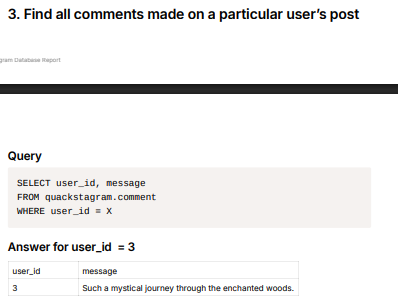 3. Find all comments made on a particular user's post
gram Database Report
Query
SELECT user_id, message
FROM quackstagram.comment
WHERE user_id = X
Answer for user_id = 3
user_id message
3 Such a mystical journey through the enchanted woods.